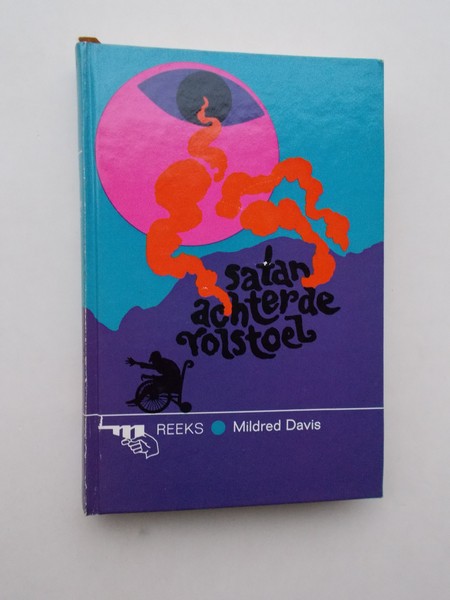 satan
achter de
rolstoel
m REEKS Mildred Davis